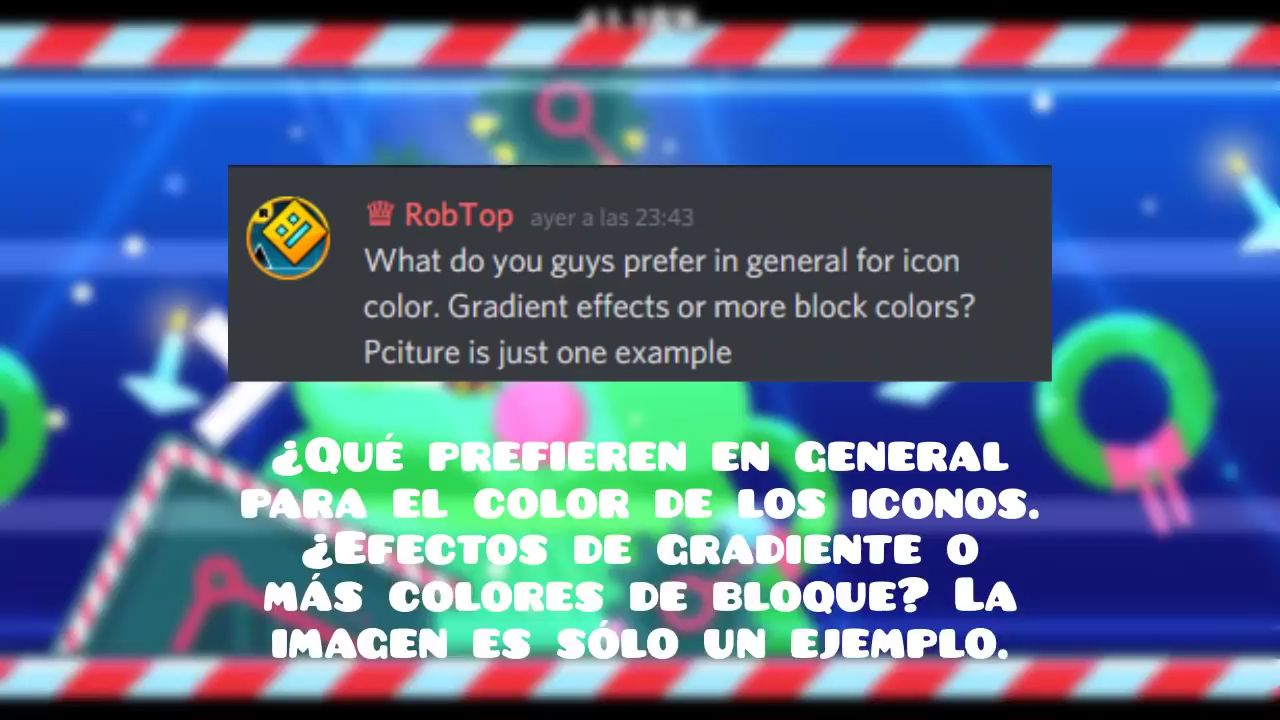 RobTop ayer a las 23:43
What do you guys prefer in general for icon
color. Gradient effects or more block colors?
Pciture is just one example
¿QUÉ PREFIEREN EN GENERAL
PARA EL COLOR DE LOS ICONOS.
¿EFECTOS DE GRADIENTE O
MÁS COLORES DE BLOQUE? LA
IMAGEN ES SÓLO UN EJEMPLO.